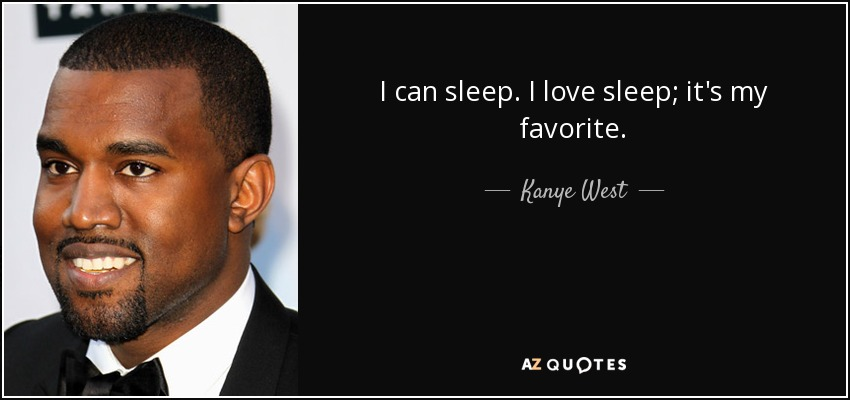 I can sleep. I love sleep; it's my
favorite.
Kanye West
AZ QUOTES